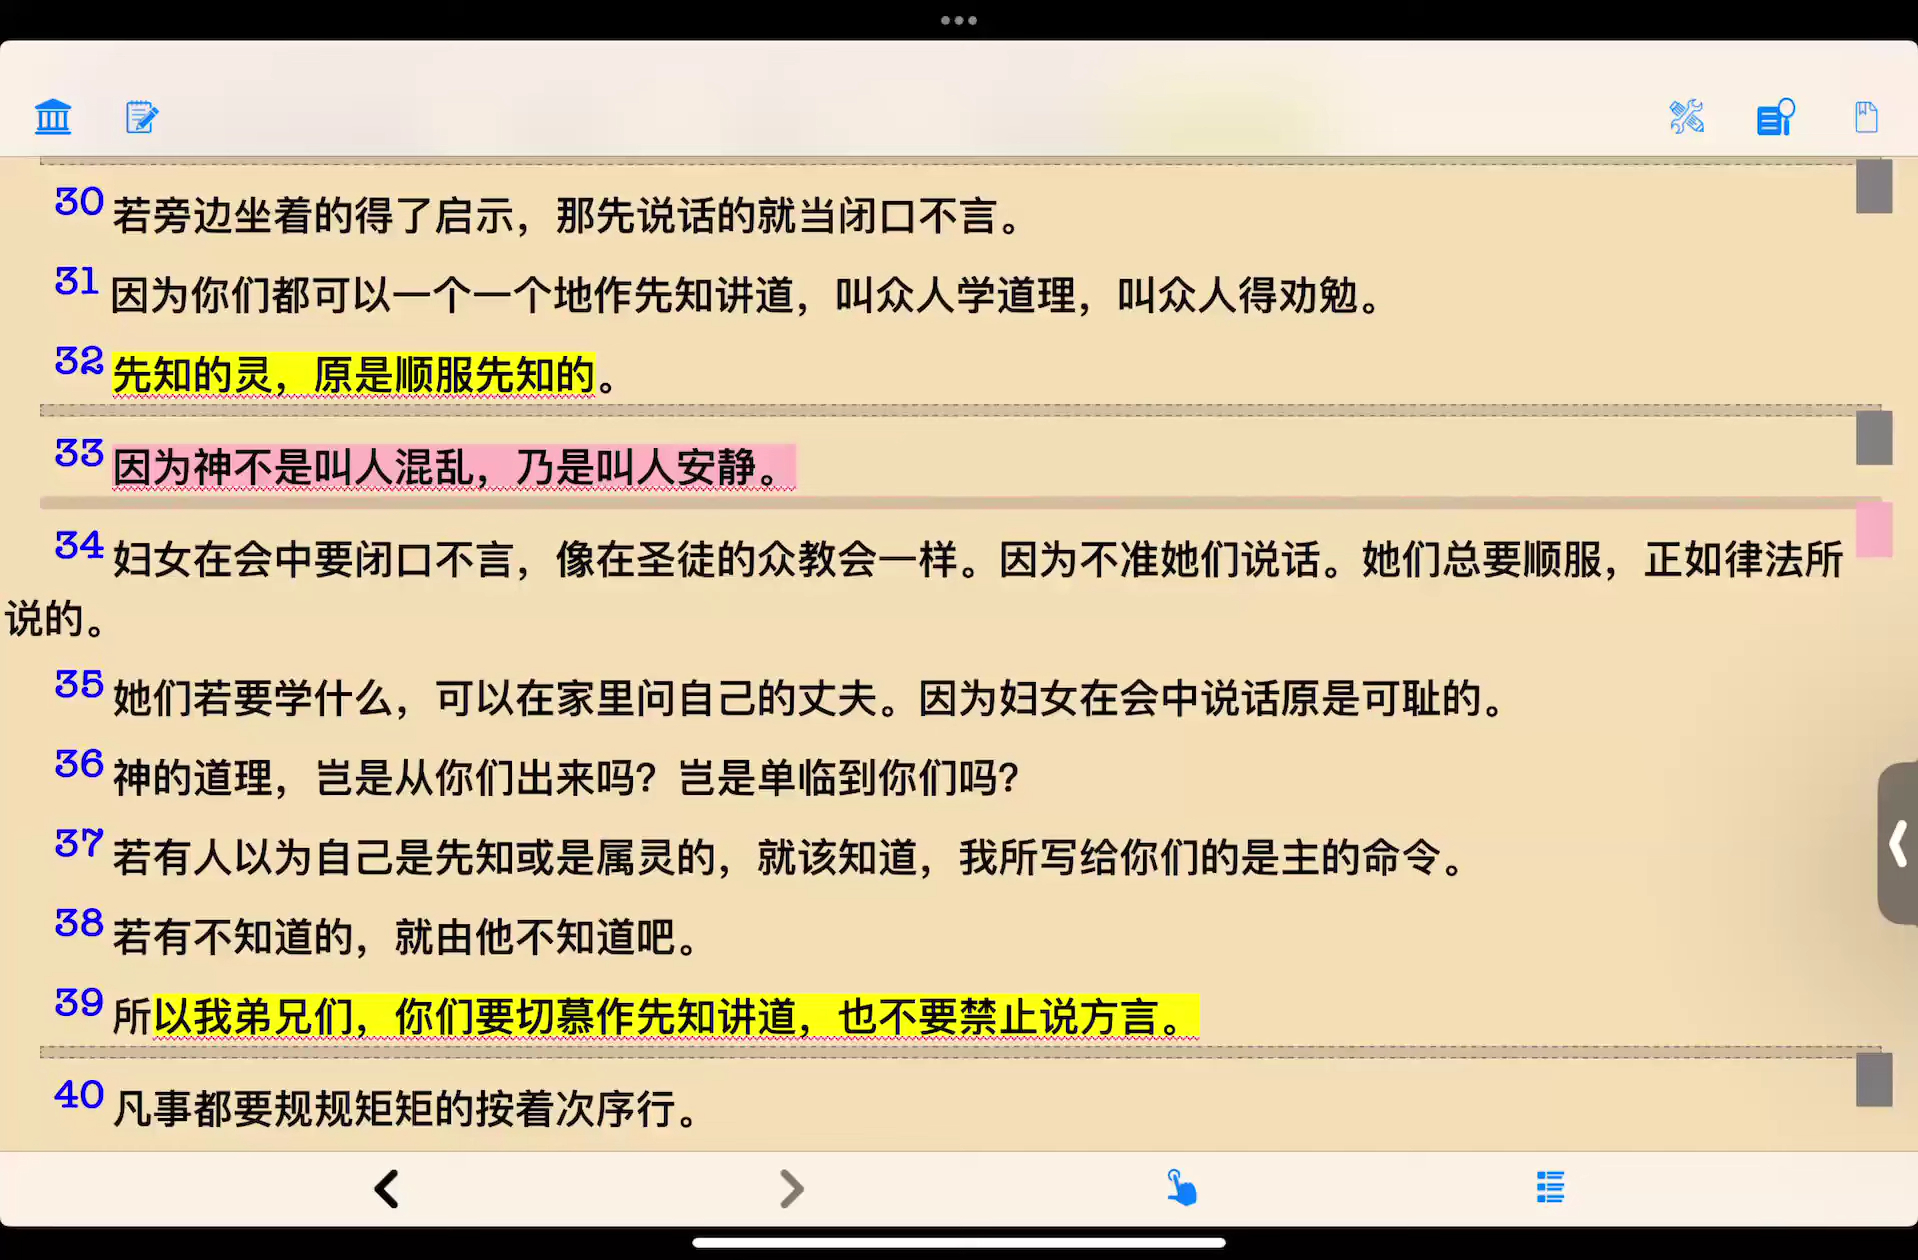 30 若旁边坐着的得了启示，那先说话的就当闭口不言。
31 因为你们都可以一个一个地作先知讲道，叫众人学道理，叫众人得劝勉。
32 先知的灵，原是顺服先知的。
33 因为神不是叫人混乱，乃是叫人安静。
34 妇女在会中要闭口不言，像在圣徒的众教会一样。因为不准她们说话。她们总要顺服，正如律法所
说的。
35 她们若要学什么，可以在家里问自己的丈夫。因为妇女在会中说话原是可耻的。
36 神的道理，岂是从你们出来吗？岂是单临到你们吗？
37 若有人以为自己是先知或是属灵的，就该知道，我所写给你们的是主的命令。
38 若有不知道的，就由他不知道吧。
39 所以我弟兄们，你们要切慕作先知讲道，也不要禁止说方言。
40 凡事都要规规矩矩的按着次序行。